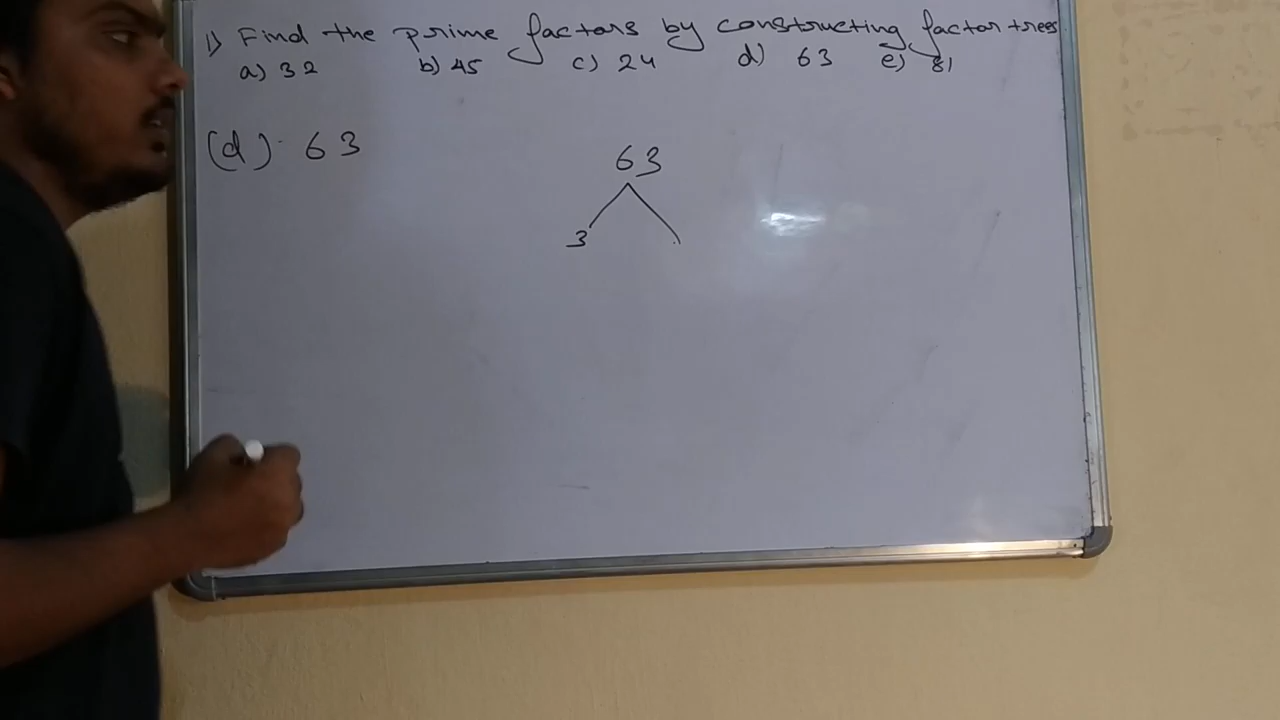 1) Find the prime factors by constructing factor trees
a) 32 b) 45 c) 24 d) 63 e) 81
(d). 63
63
3